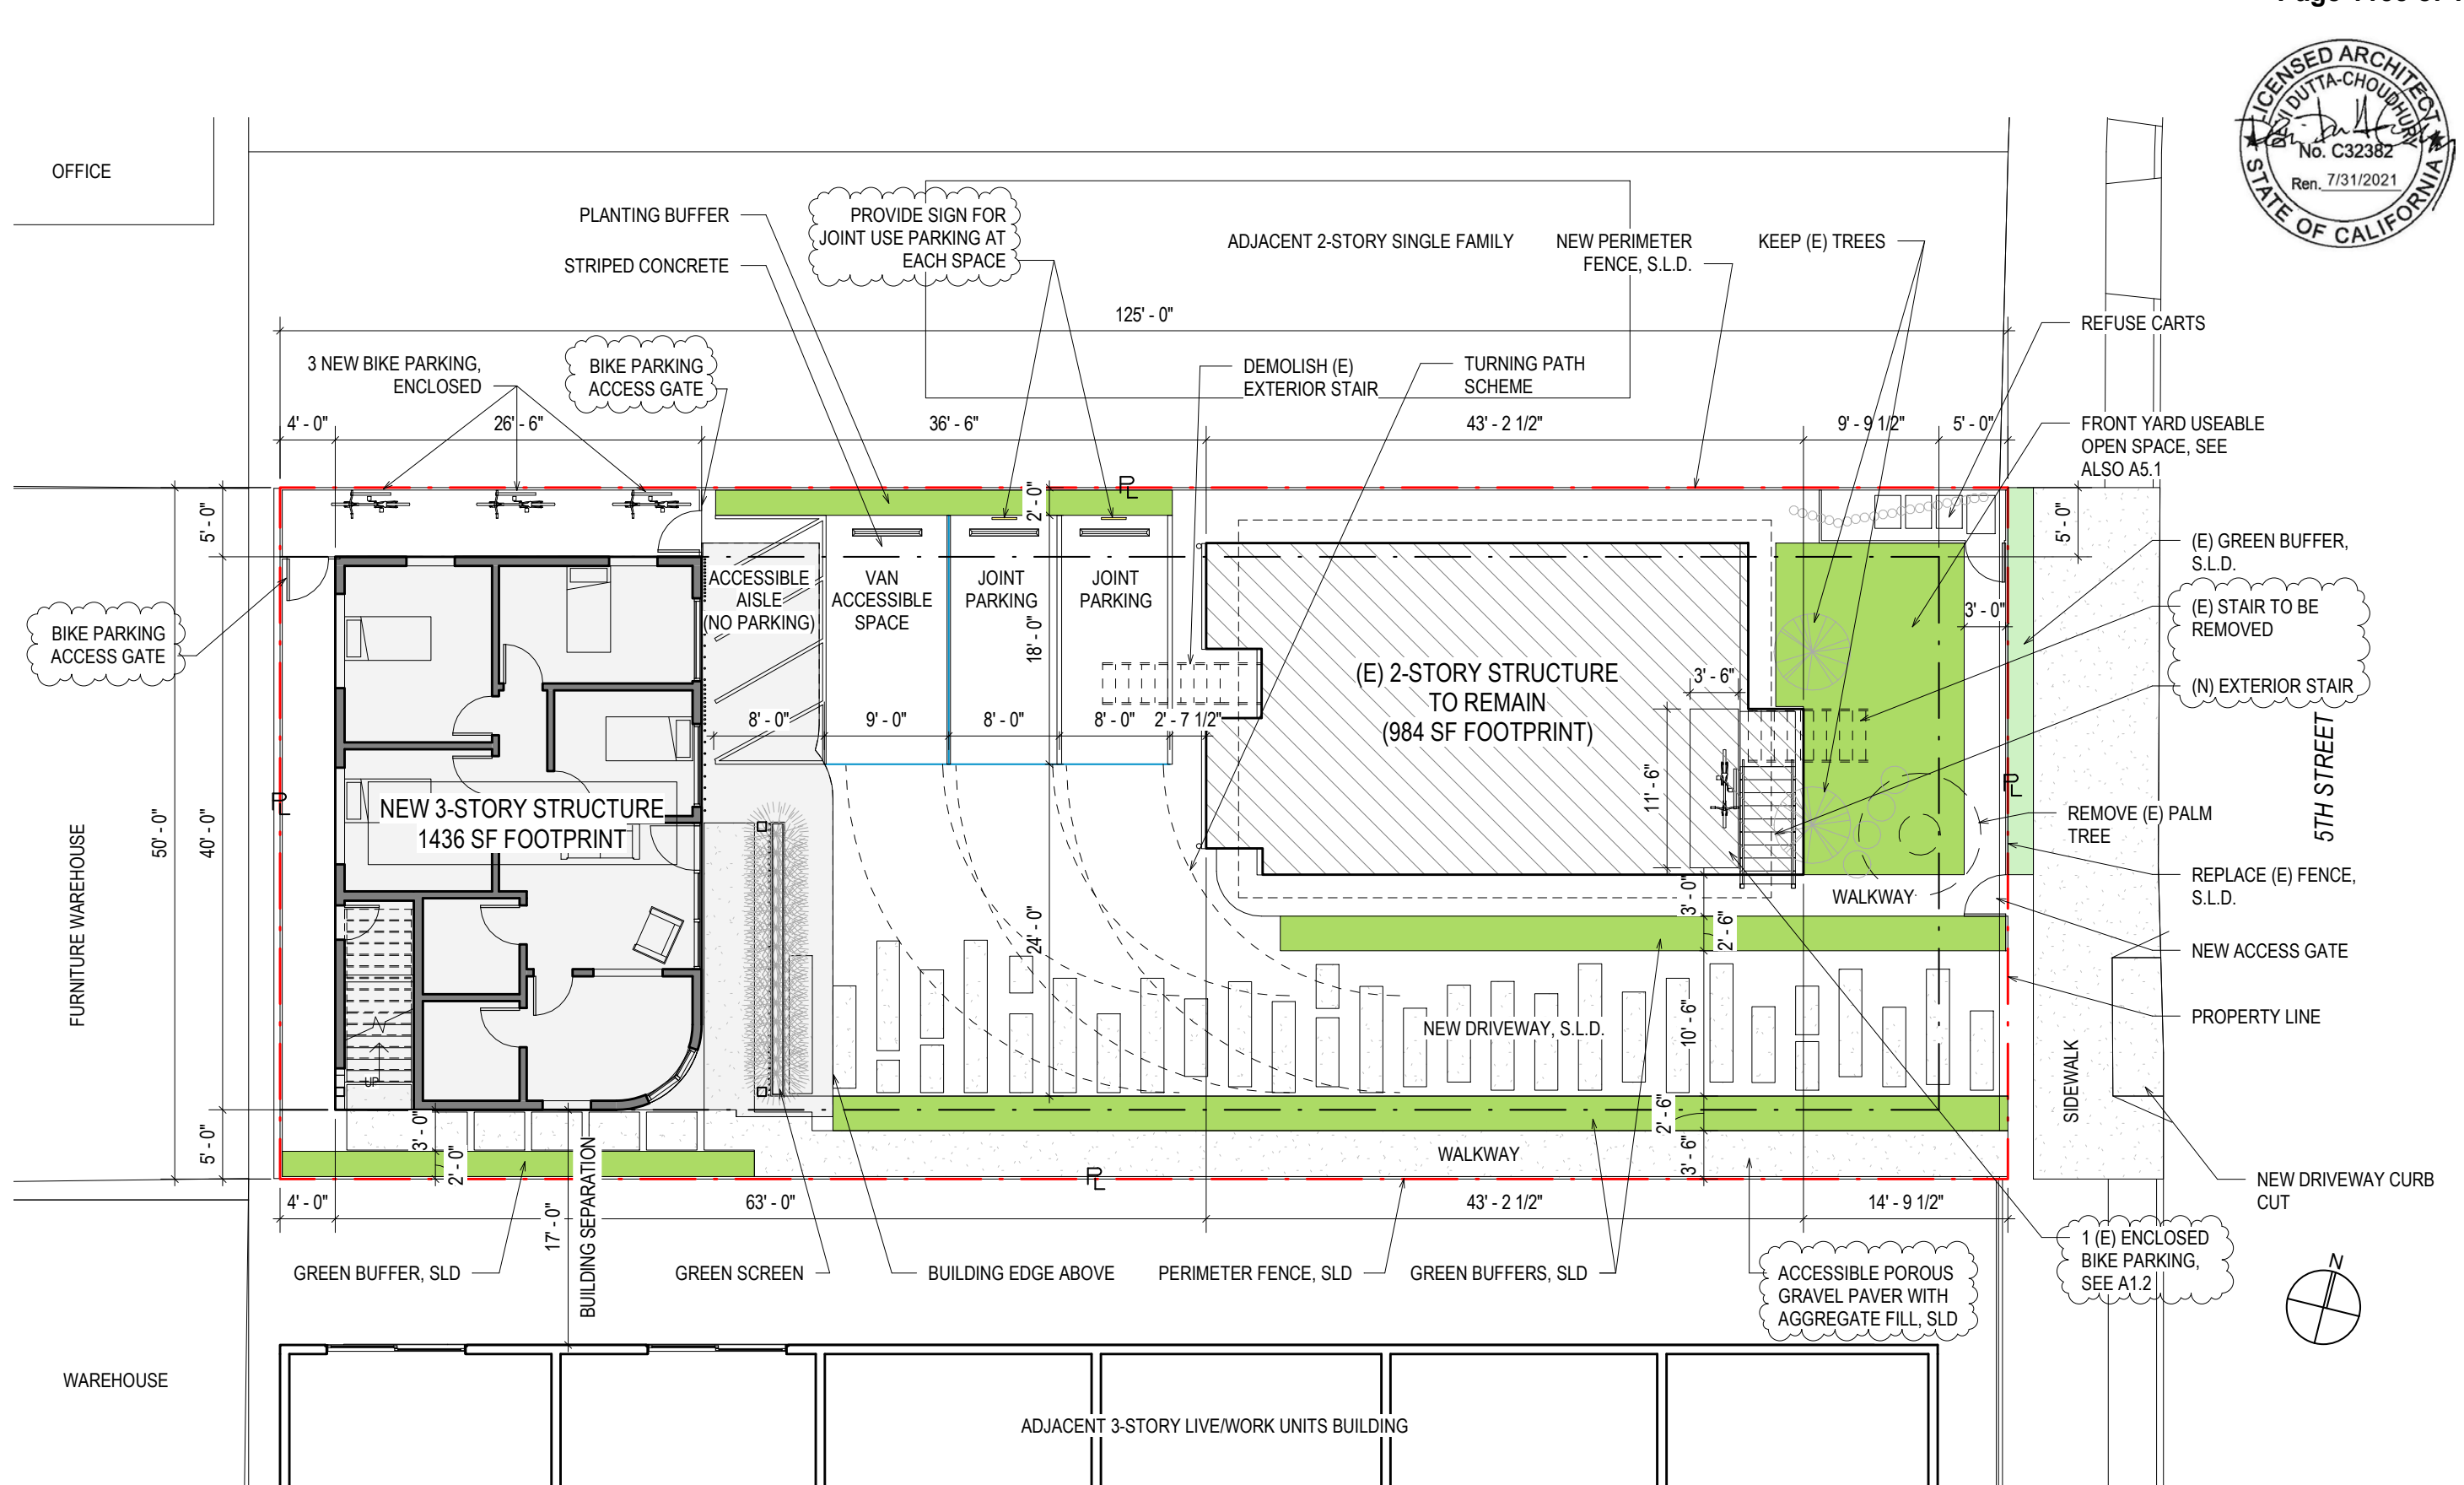 LICENSED ARCHITECT
DEVI DUTTA-CHOUDHURY
No. C32382
Ren. 7/31/2021
STATE OF CALIFORNIA
OFFICE
PLANTING BUFFER
STRIPED CONCRETE
PROVIDE SIGN FOR
JOINT USE PARKING AT
EACH SPACE
ADJACENT 2-STORY SINGLE FAMILY
NEW PERIMETER
FENCE, S.L.D.
KEEP (E) TREES
125' - 0"
REFUSE CARTS
3 NEW BIKE PARKING,
ENCLOSED
BIKE PARKING
ACCESS GATE
DEMOLISH (E)
EXTERIOR STAIR
TURNING PATH
SCHEME
4' - 0"
26' - 6"
36' - 6"
43' - 2 1/2"
9' - 9 1/2"
5' - 0"
FRONT YARD USEABLE
OPEN SPACE, SEE
ALSO A5.1
5' - 0"
2' - 0"
5' - 0"
(E) GREEN BUFFER,
S.L.D.
ACCESSIBLE
AISLE
(NO PARKING)
VAN
ACCESSIBLE
SPACE
JOINT
PARKING
JOINT
PARKING
18' - 0"
3' - 0"
(E) STAIR TO BE
REMOVED
BIKE PARKING
ACCESS GATE
(E) 2-STORY STRUCTURE
TO REMAIN
(984 SF FOOTPRINT)
3' - 6"
(N) EXTERIOR STAIR
8' - 0"
9' - 0"
8' - 0"
8' - 0"
2' - 7 1/2"
11' - 6"
5TH STREET
NEW 3-STORY STRUCTURE
1436 SF FOOTPRINT
50' - 0"
40' - 0"
FURNITURE WAREHOUSE
REMOVE (E) PALM
TREE
REPLACE (E) FENCE,
S.L.D.
WALKWAY
3' - 0"
2' - 6"
24' - 0"
NEW ACCESS GATE
NEW DRIVEWAY, S.L.D.
10' - 6"
PROPERTY LINE
UP
SIDEWALK
5' - 0"
3' - 0"
2' - 0"
2' - 6"
3' - 6"
WALKWAY
NEW DRIVEWAY CURB
CUT
4' - 0"
63' - 0"
43' - 2 1/2"
14' - 9 1/2"
17' - 0"
BUILDING SEPARATION
GREEN BUFFER, SLD
GREEN SCREEN
BUILDING EDGE ABOVE
PERIMETER FENCE, SLD
GREEN BUFFERS, SLD
ACCESSIBLE POROUS
GRAVEL PAVER WITH
AGGREGATE FILL, SLD
1 (E) ENCLOSED
BIKE PARKING,
SEE A1.2
N
WAREHOUSE
ADJACENT 3-STORY LIVE/WORK UNITS BUILDING